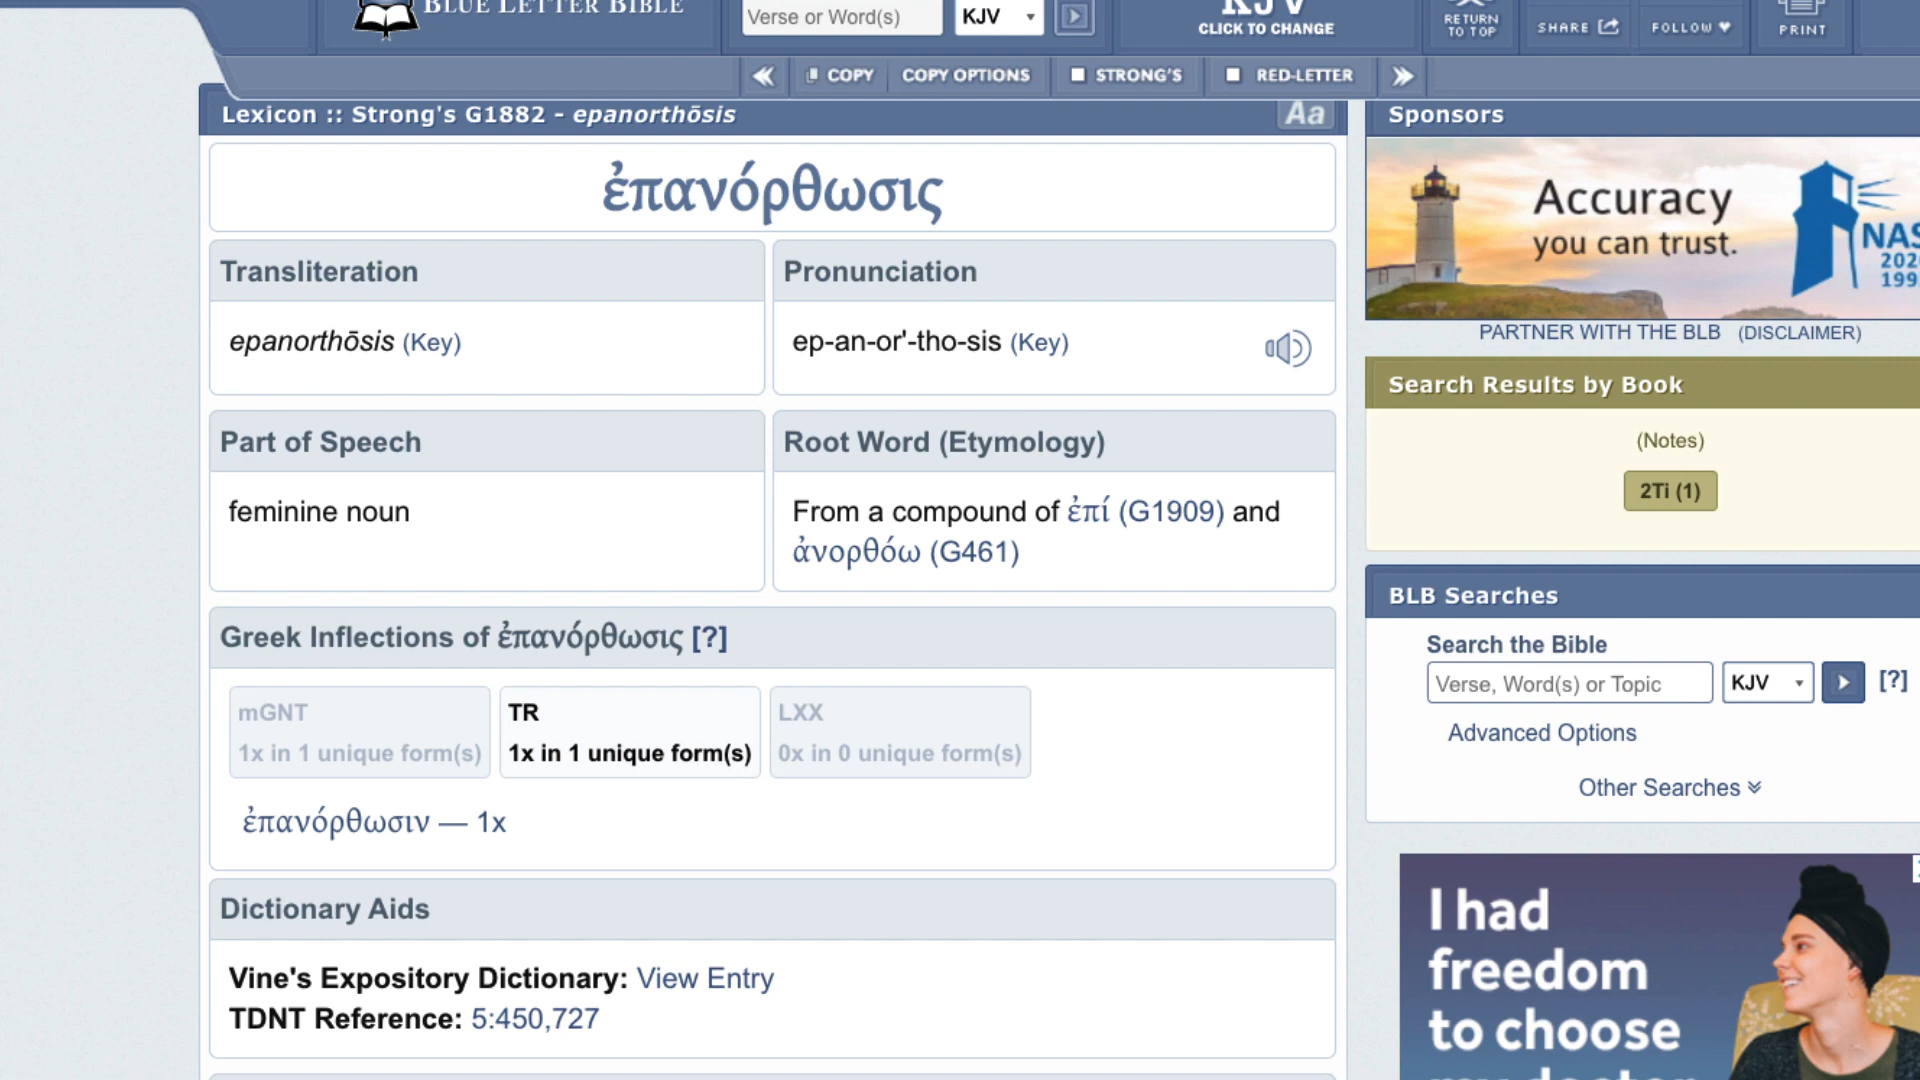 BLUE LETTER BIBLE
Verse or Word(s)
KJV
KJV
CLICK TO CHANGE
RETURN
TO TOP
SHARE
FOLLOW
PRINT
COPY
COPY OPTIONS
STRONG'S
RED-LETTER
Lexicon :: Strong's G1882 - epanorthōsis
Aa
ἐπανόρθωσις
Transliteration
epanorthōsis (Key)
Pronunciation
ep-an-or'-tho-sis (Key)
Part of Speech
feminine noun
Root Word (Etymology)
From a compound of ἐπί (G1909) and
ἀνορθόω (G461)
Greek Inflections of ἐπανόρθωσις [?]
mGNT
1x in 1 unique form(s)
TR
1x in 1 unique form(s)
LXX
0x in 0 unique form(s)
ἐπανόρθωσιν — 1x
Dictionary Aids
Vine's Expository Dictionary: View Entry
TDNT Reference: 5:450,727
Sponsors
Accuracy
you can trust.
NAS
202
199
PARTNER WITH THE BLB (DISCLAIMER)
Search Results by Book
(Notes)
2Ti (1)
BLB Searches
Search the Bible
Verse, Word(s) or Topic
KJV
[?]
Advanced Options
Other Searches
I had
freedom
to choose
my doctor